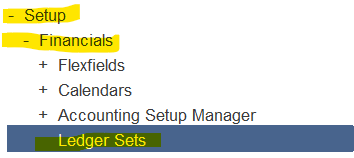 - Setup
- Financials
+ Flexfields
+ Calendars
+ Accounting Setup Manager
Ledger Sets